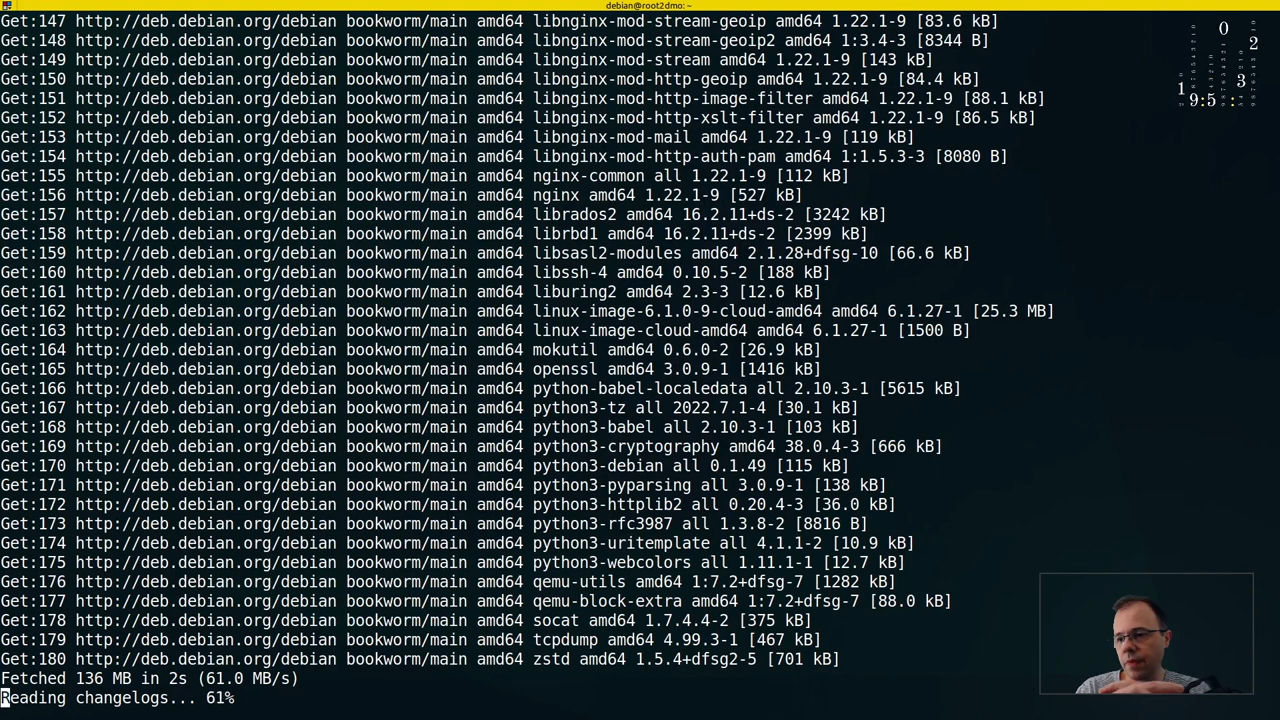 debian@root2dmo: ~
Get:147 http://deb.debian.org/debian bookworm/main amd64 libnginx-mod-stream-geoip amd64 1.22.1-9 [83.6 kB]
Get:148 http://deb.debian.org/debian bookworm/main amd64 libnginx-mod-stream-geoip2 amd64 1:3.4-3 [8344 B]
Get:149 http://deb.debian.org/debian bookworm/main amd64 libnginx-mod-stream amd64 1.22.1-9 [143 kB]
Get:150 http://deb.debian.org/debian bookworm/main amd64 libnginx-mod-http-geoip amd64 1.22.1-9 [84.4 kB]
Get:151 http://deb.debian.org/debian bookworm/main amd64 libnginx-mod-http-image-filter amd64 1.22.1-9 [88.1 kB]
Get:152 http://deb.debian.org/debian bookworm/main amd64 libnginx-mod-http-xslt-filter amd64 1.22.1-9 [86.5 kB]
Get:153 http://deb.debian.org/debian bookworm/main amd64 libnginx-mod-mail amd64 1.22.1-9 [119 kB]
Get:154 http://deb.debian.org/debian bookworm/main amd64 libnginx-mod-http-auth-pam amd64 1:1.5.3-3 [8080 B]
Get:155 http://deb.debian.org/debian bookworm/main amd64 nginx-common all 1.22.1-9 [112 kB]
Get:156 http://deb.debian.org/debian bookworm/main amd64 nginx amd64 1.22.1-9 [527 kB]
Get:157 http://deb.debian.org/debian bookworm/main amd64 librados2 amd64 16.2.11+ds-2 [3242 kB]
Get:158 http://deb.debian.org/debian bookworm/main amd64 librbd1 amd64 16.2.11+ds-2 [2399 kB]
Get:159 http://deb.debian.org/debian bookworm/main amd64 libsasl2-modules amd64 2.1.28+dfsg-10 [66.6 kB]
Get:160 http://deb.debian.org/debian bookworm/main amd64 libssh-4 amd64 0.10.5-2 [188 kB]
Get:161 http://deb.debian.org/debian bookworm/main amd64 liburing2 amd64 2.3-3 [12.6 kB]
Get:162 http://deb.debian.org/debian bookworm/main amd64 linux-image-6.1.0-9-cloud-amd64 amd64 6.1.27-1 [25.3 MB]
Get:163 http://deb.debian.org/debian bookworm/main amd64 linux-image-cloud-amd64 amd64 6.1.27-1 [1500 B]
Get:164 http://deb.debian.org/debian bookworm/main amd64 mokutil amd64 0.6.0-2 [26.9 kB]
Get:165 http://deb.debian.org/debian bookworm/main amd64 openssl amd64 3.0.9-1 [1416 kB]
Get:166 http://deb.debian.org/debian bookworm/main amd64 python-babel-localedata all 2.10.3-1 [5615 kB]
Get:167 http://deb.debian.org/debian bookworm/main amd64 python3-tz all 2022.7.1-4 [30.1 kB]
Get:168 http://deb.debian.org/debian bookworm/main amd64 python3-babel all 2.10.3-1 [103 kB]
Get:169 http://deb.debian.org/debian bookworm/main amd64 python3-cryptography amd64 38.0.4-3 [666 kB]
Get:170 http://deb.debian.org/debian bookworm/main amd64 python3-debian all 0.1.49 [115 kB]
Get:171 http://deb.debian.org/debian bookworm/main amd64 python3-pyparsing all 3.0.9-1 [138 kB]
Get:172 http://deb.debian.org/debian bookworm/main amd64 python3-httplib2 all 0.20.4-3 [36.0 kB]
Get:173 http://deb.debian.org/debian bookworm/main amd64 python3-rfc3987 all 1.3.8-2 [8816 B]
Get:174 http://deb.debian.org/debian bookworm/main amd64 python3-uritemplate all 4.1.1-2 [10.9 kB]
Get:175 http://deb.debian.org/debian bookworm/main amd64 python3-webcolors all 1.11.1-1 [12.7 kB]
Get:176 http://deb.debian.org/debian bookworm/main amd64 qemu-utils amd64 1:7.2+dfsg-7 [1282 kB]
Get:177 http://deb.debian.org/debian bookworm/main amd64 qemu-block-extra amd64 1:7.2+dfsg-7 [88.0 kB]
Get:178 http://deb.debian.org/debian bookworm/main amd64 socat amd64 1.7.4.4-2 [375 kB]
Get:179 http://deb.debian.org/debian bookworm/main amd64 tcpdump amd64 4.99.3-1 [467 kB]
Get:180 http://deb.debian.org/debian bookworm/main amd64 zstd amd64 1.5.4+dfsg2-5 [701 kB]
Fetched 136 MB in 2s (61.0 MB/s)
Reading changelogs... 61%